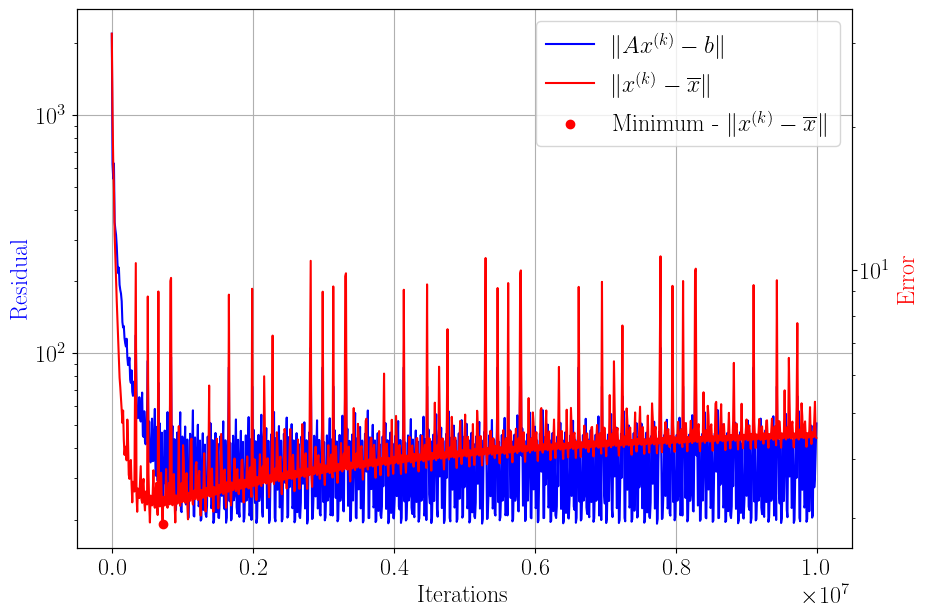 ‖Ax^{(k)} − b‖
‖x^{(k)} − x̅‖
Minimum - ‖x^{(k)} − x̅‖
10^3
10^2
Residual
10^1
Error
0.0 0.2 0.4 0.6 0.8 1.0
Iterations
×10^7